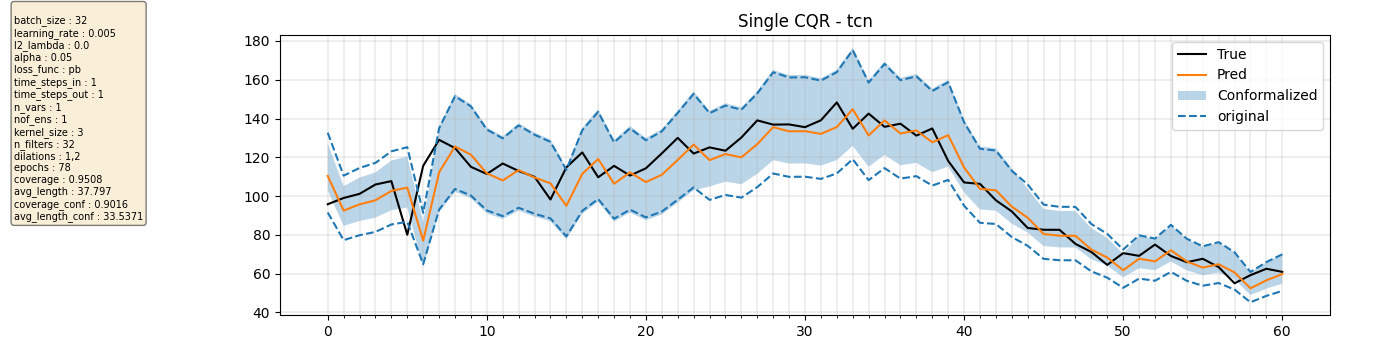 batch_size : 32
learning_rate : 0.005
l2_lambda : 0.0
alpha : 0.05
loss_func : pb
time_steps_in : 1
time_steps_out : 1
n_vars : 1
nof_ens : 1
kernel_size : 3
n_filters : 32
dilations : 1,2
epochs : 78
coverage : 0.9508
avg_length : 37.797
coverage_conf : 0.9016
avg_length_conf : 33.5371
Single CQR - tcn
180
160
140
120
100
80
60
40
0 10 20 30 40 50 60
True
Pred
Conformalized
original